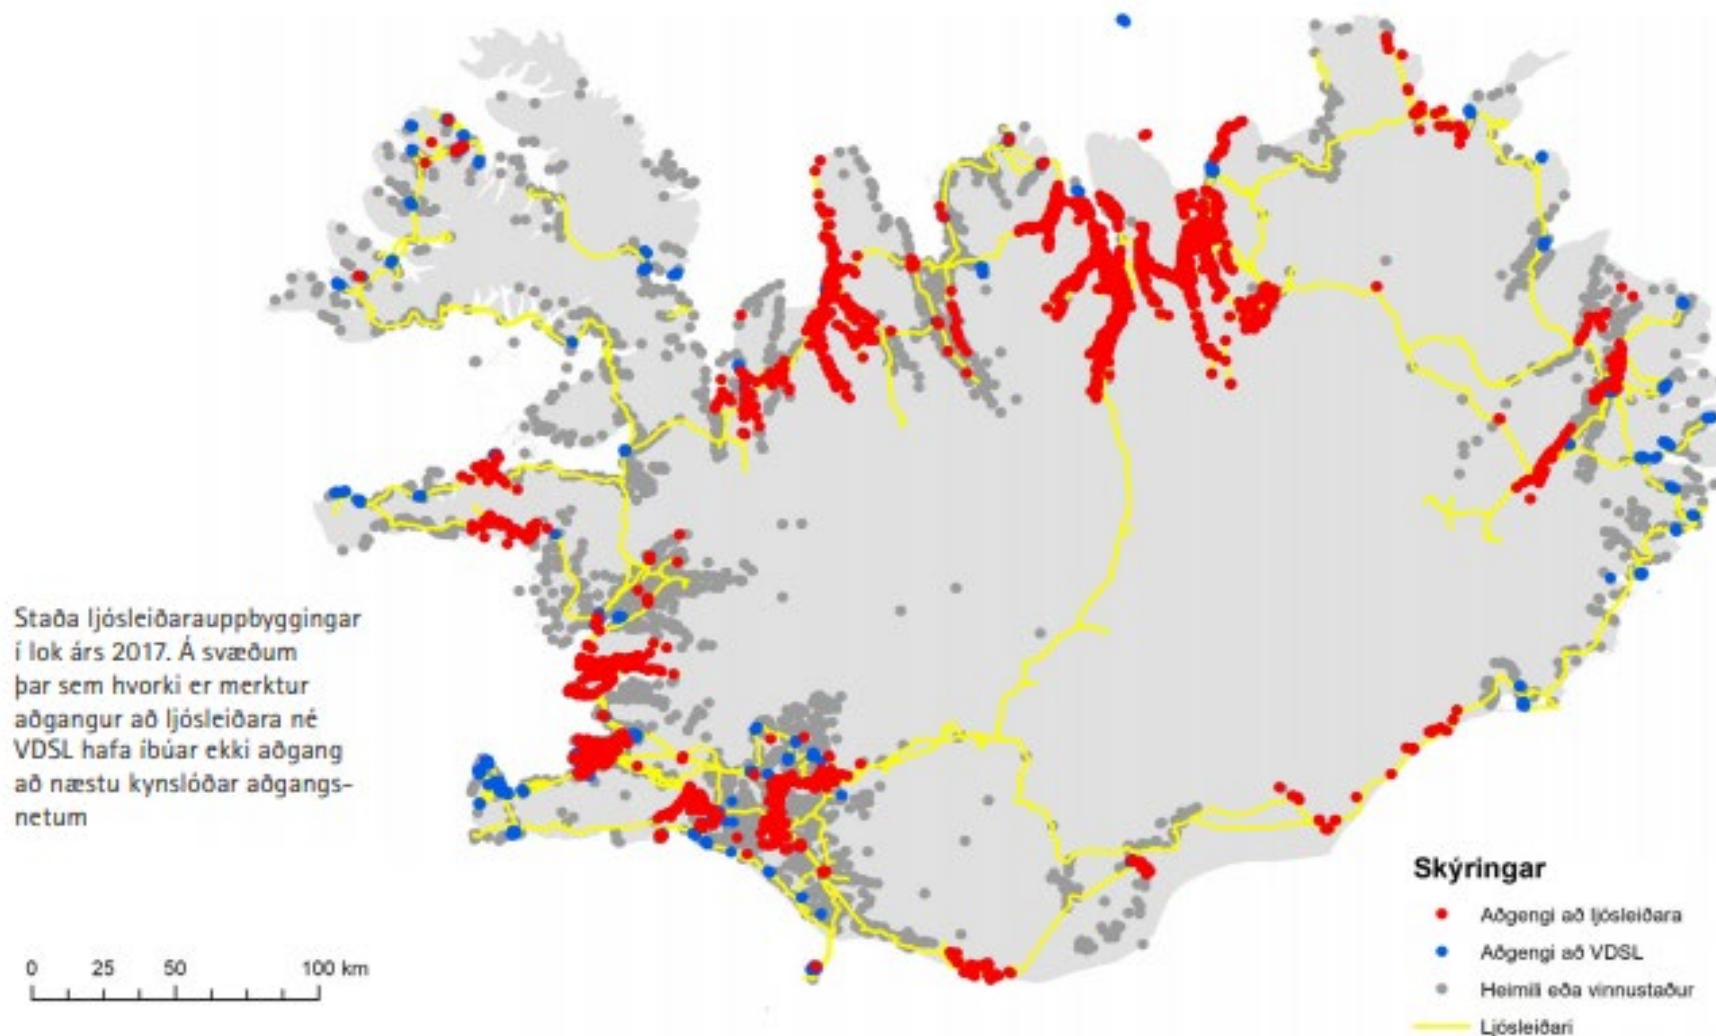 Staða ljósleiðarauppbyggingar
í lok árs 2017. Á svæðum
þar sem hvorki er merktur
aðgangur að ljósleiðara né
VDSL hafa íbúar ekki aðgang
að næstu kynslóðar aðgangs-
netum
0 25 50 100 km
Skýringar
Aðgengi að ljósleiðara
Aðgengi að VDSL
Heimili eða vinnustaður
Ljósleiðari